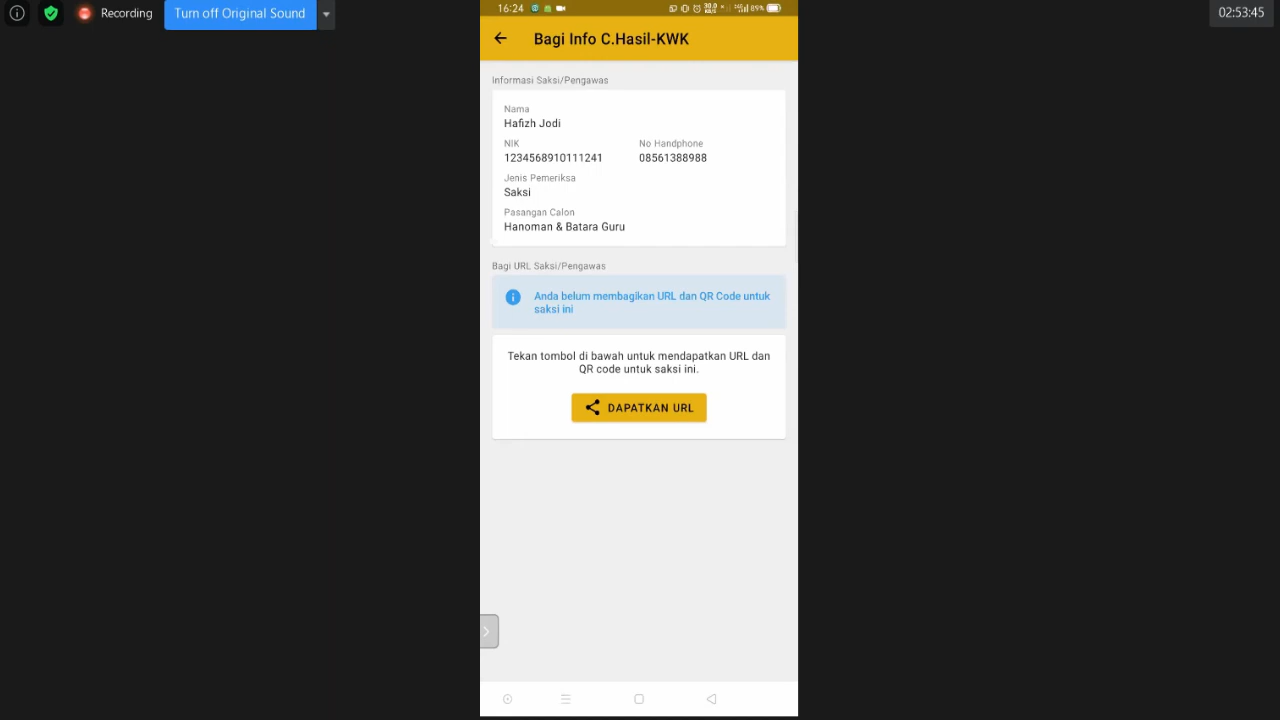 Recording
Turn off Original Sound
02:53:45
16:24
89%
Bagi Info C.Hasil-KWK
Informasi Saksi/Pengawas
Nama
Hafizh Jodi
NIK
No Handphone
1234568910111241
08561388988
Jenis Pemeriksa
Saksi
Pasangan Calon
Hanoman & Batara Guru
Bagi URL Saksi/Pengawas
Anda belum membagikan URL dan QR Code untuk
saksi ini
Tekan tombol di bawah untuk mendapatkan URL dan
QR code untuk saksi ini.
DAPATKAN URL